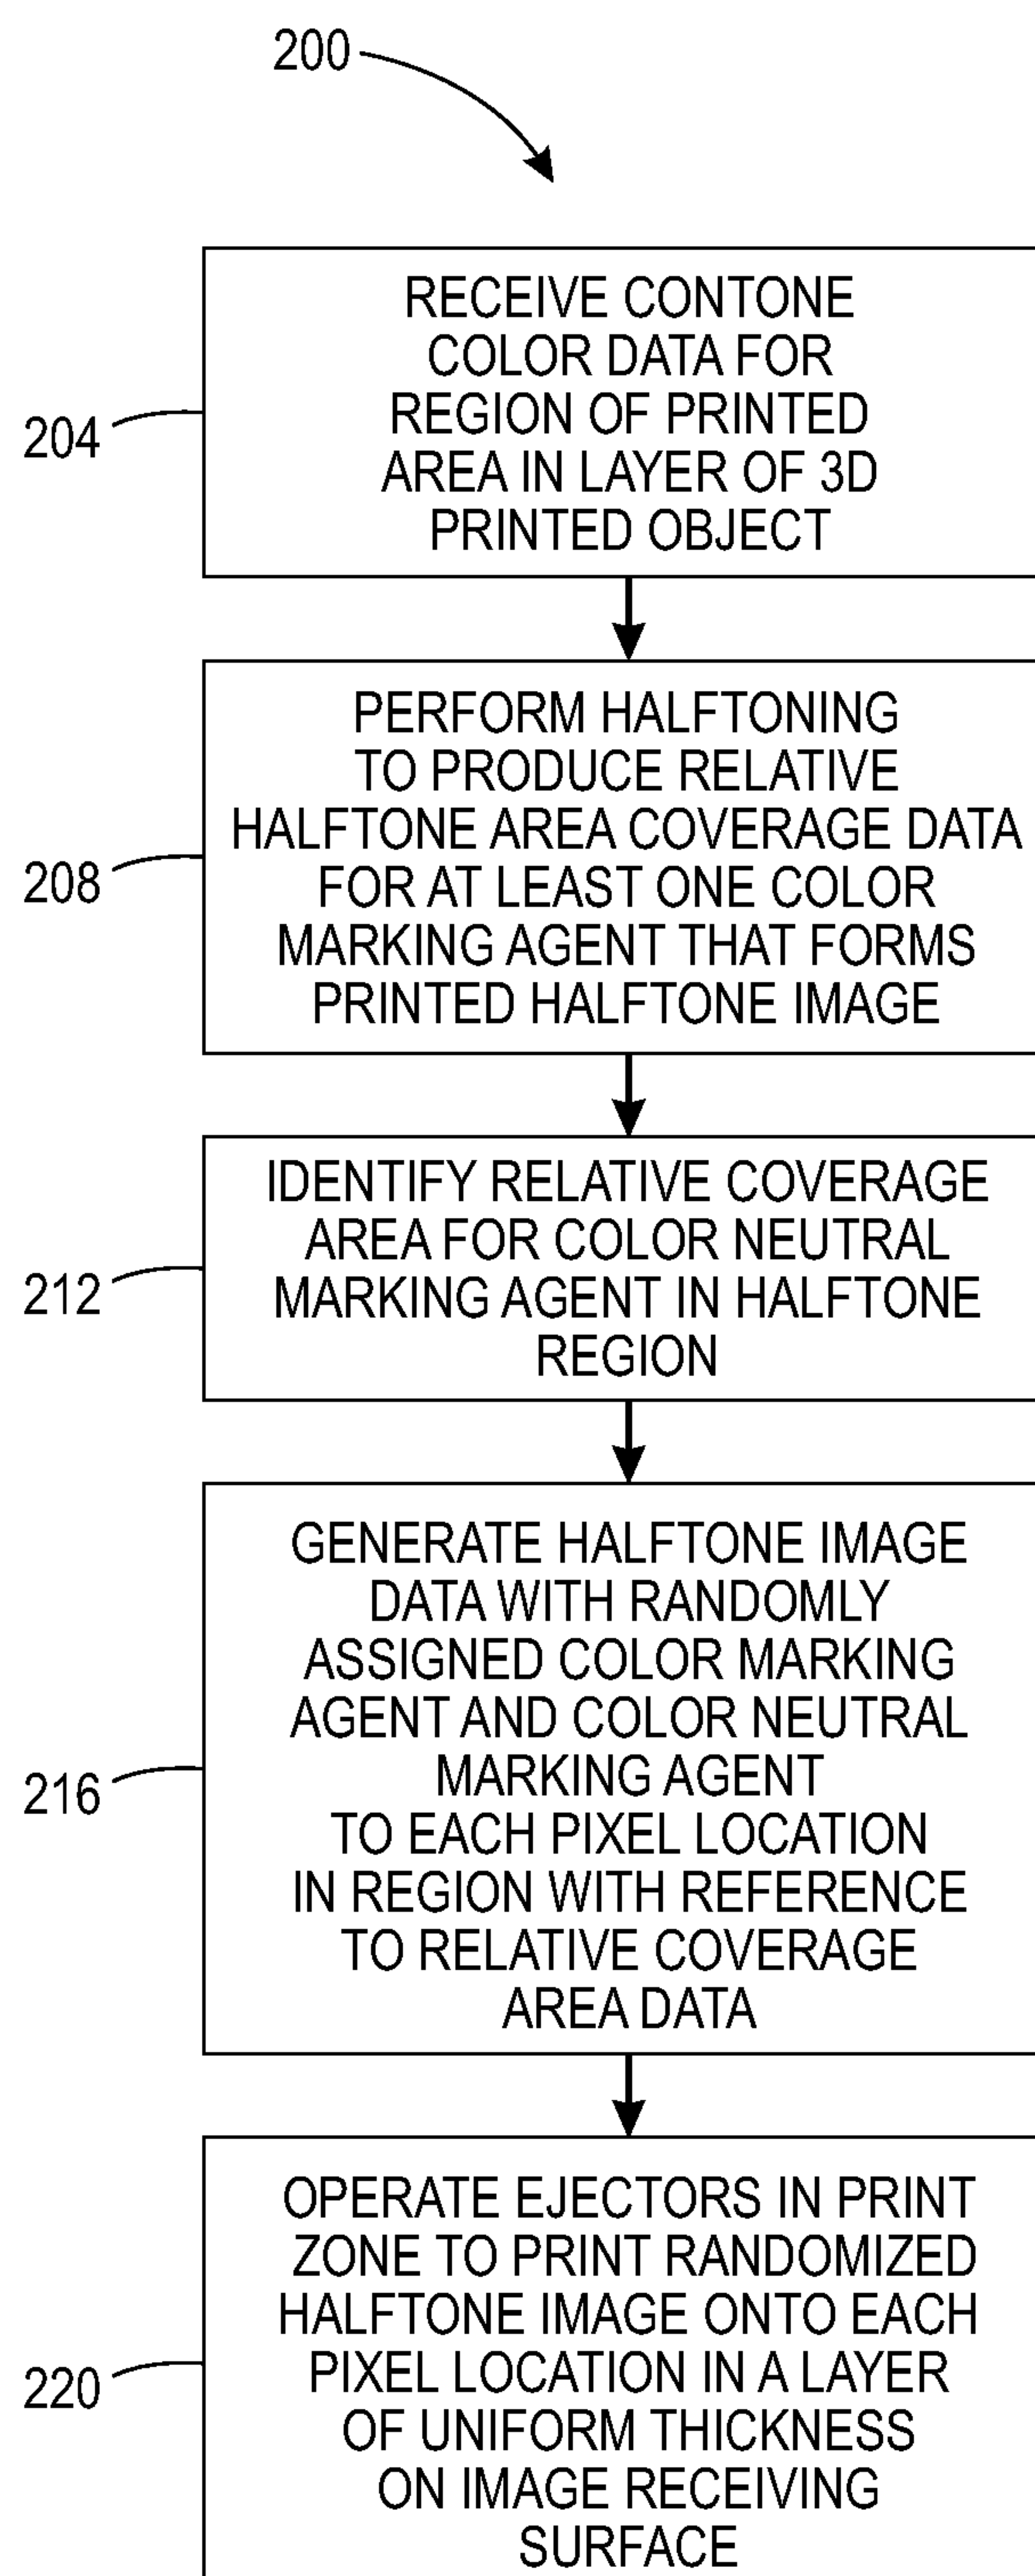 200
204
RECEIVE CONTONE
COLOR DATA FOR
REGION OF PRINTED
AREA IN LAYER OF 3D
PRINTED OBJECT
208
PERFORM HALFTONING
TO PRODUCE RELATIVE
HALFTONE AREA COVERAGE DATA
FOR AT LEAST ONE COLOR
MARKING AGENT THAT FORMS
PRINTED HALFTONE IMAGE
212
IDENTIFY RELATIVE COVERAGE
AREA FOR COLOR NEUTRAL
MARKING AGENT IN HALFTONE
REGION
216
GENERATE HALFTONE IMAGE
DATA WITH RANDOMLY
ASSIGNED COLOR MARKING
AGENT AND COLOR NEUTRAL
MARKING AGENT
TO EACH PIXEL LOCATION
IN REGION WITH REFERENCE
TO RELATIVE COVERAGE
AREA DATA
220
OPERATE EJECTORS IN PRINT
ZONE TO PRINT RANDOMIZED
HALFTONE IMAGE ONTO EACH
PIXEL LOCATION IN A LAYER
OF UNIFORM THICKNESS
ON IMAGE RECEIVING
SURFACE